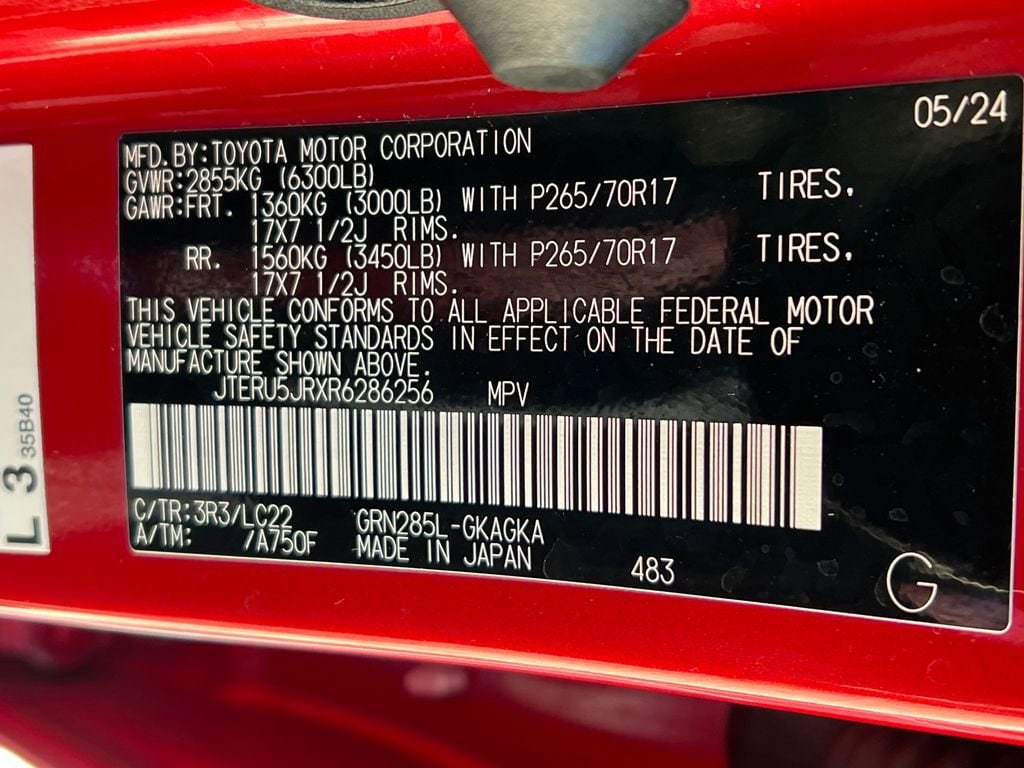 05/24
MFD.BY:TOYOTA MOTOR CORPORATION
GVWR:2855KG (6300LB)
GAWR:FRT. 1360KG (3000LB) WITH P265/70R17 TIRES.
17X7 1/2J RIMS.
RR. 1560KG (3450LB) WITH P265/70R17 TIRES.
17X7 1/2J RIMS.
THIS VEHICLE CONFORMS TO ALL APPLICABLE FEDERAL MOTOR
VEHICLE SAFETY STANDARDS IN EFFECT ON THE DATE OF
MANUFACTURE SHOWN ABOVE.
JTERU5JRXR6286256 MPV
C/TR:3R3/LC22 GRN285L-GKAGKA
A/TM: /A750F MADE IN JAPAN
483
G
L 3 35B40